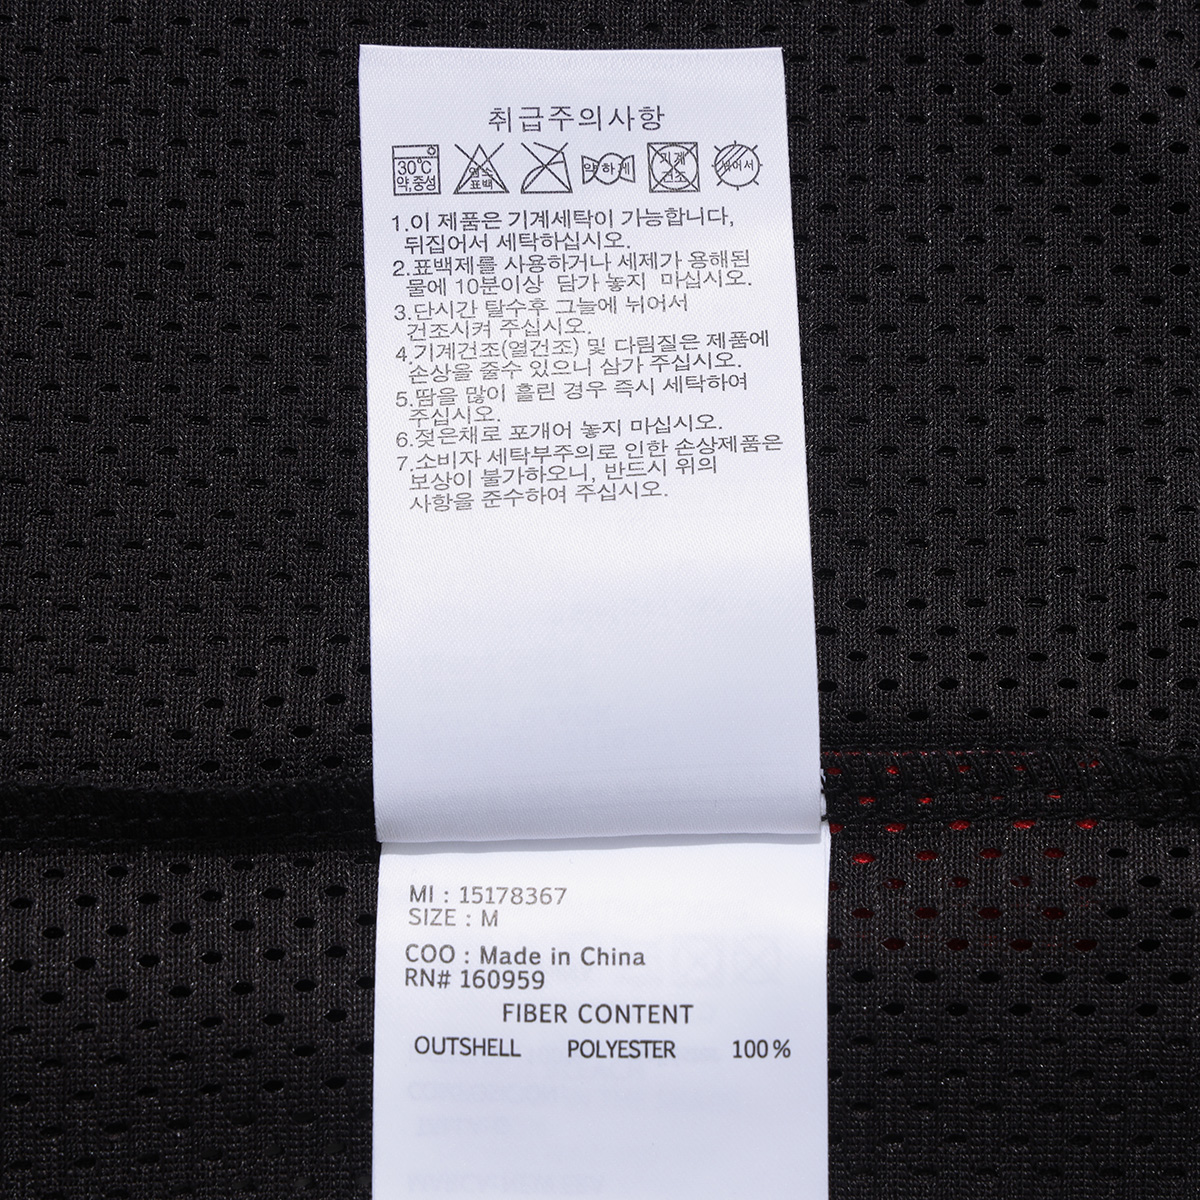 취급주의사항
30℃
약,중성
염소
표백
약하게
기계
건조
뉘어서
1.이 제품은 기계세탁이 가능합니다,
뒤집어서 세탁하십시오.
2.표백제를 사용하거나 세제가 용해된
물에 10분이상 담가 놓지 마십시오.
3.단시간 탈수후 그늘에 뉘어서
건조시켜 주십시오.
4.기계건조(열건조) 및 다림질은 제품에
손상을 줄수 있으니 삼가 주십시오.
5.땀을 많이 흘린 경우 즉시 세탁하여
주십시오.
6.젖은채로 포개어 놓지 마십시오.
7.소비자 세탁부주의로 인한 손상제품은
보상이 불가하오니, 반드시 위의
사항을 준수하여 주십시오.
MI : 15178367
SIZE : M
COO : Made in China
RN# 160959
FIBER CONTENT
OUTSHELL POLYESTER 100%